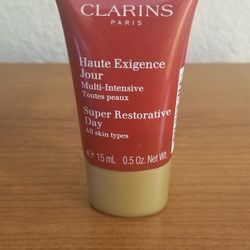 CLARINS
PARIS
Haute Exigence
Jour
Multi-Intensive
Toutes peaux
Super Restorative
Day
All skin types
e 15 mL 0.5 Oz. Net Wt